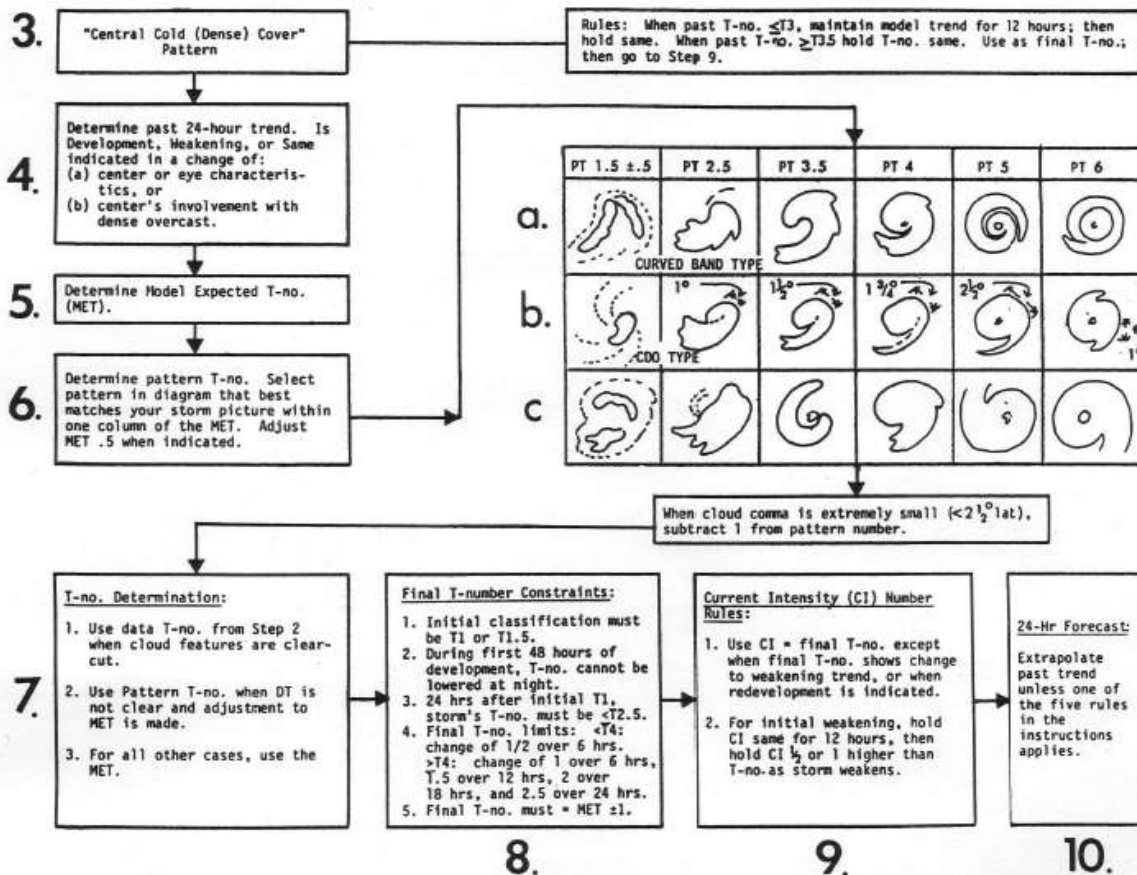 3.
"Central Cold (Dense) Cover"
Pattern
Rules: When past T-no. ≤T3, maintain model trend for 12 hours; then
hold same. When past T-no. ≥T3.5 hold T-no. same. Use as final T-no.;
then go to Step 9.
4.
Determine past 24-hour trend. Is
Development, Weakening, or Same
indicated in a change of:
(a) center or eye characteris-
tics, or
(b) center's involvement with
dense overcast.
5.
Determine Model Expected T-no.
(MET).
6.
Determine pattern T-no. Select
pattern in diagram that best
matches your storm picture within
one column of the MET. Adjust
MET .5 when indicated.
PT 1.5 ±.5 PT 2.5 PT 3.5 PT 4 PT 5 PT 6
a.
CURVED BAND TYPE
b.
1° 1½° 1 ¾° 2½° 1°
CDO TYPE
c
When cloud comma is extremely small (<2½° lat),
subtract 1 from pattern number.
7.
T-no. Determination:
1. Use data T-no. from Step 2
when cloud features are clear-
cut.
2. Use Pattern T-no. when DT is
not clear and adjustment to
MET is made.
3. For all other cases, use the
MET.
Final T-number Constraints:
1. Initial classification must
be T1 or T1.5.
2. During first 48 hours of
development, T-no. cannot be
lowered at night.
3. 24 hrs after initial T1,
storm's T-no. must be <T2.5.
4. Final T-no. limits: <T4:
change of 1/2 over 6 hrs.
>T4: change of 1 over 6 hrs,
T.5 over 12 hrs, 2 over
18 hrs, and 2.5 over 24 hrs.
5. Final T-no. must = MET ±1.
8.
Current Intensity (CI) Number
Rules:
1. Use CI = final T-no. except
when final T-no. shows change
to weakening trend, or when
redevelopment is indicated.
2. For initial weakening, hold
CI same for 12 hours, then
hold CI ½ or 1 higher than
T-no. as storm weakens.
9.
24-Hr Forecast:
Extrapolate
past trend
unless one of
the five rules
in the
instructions
applies.
10.